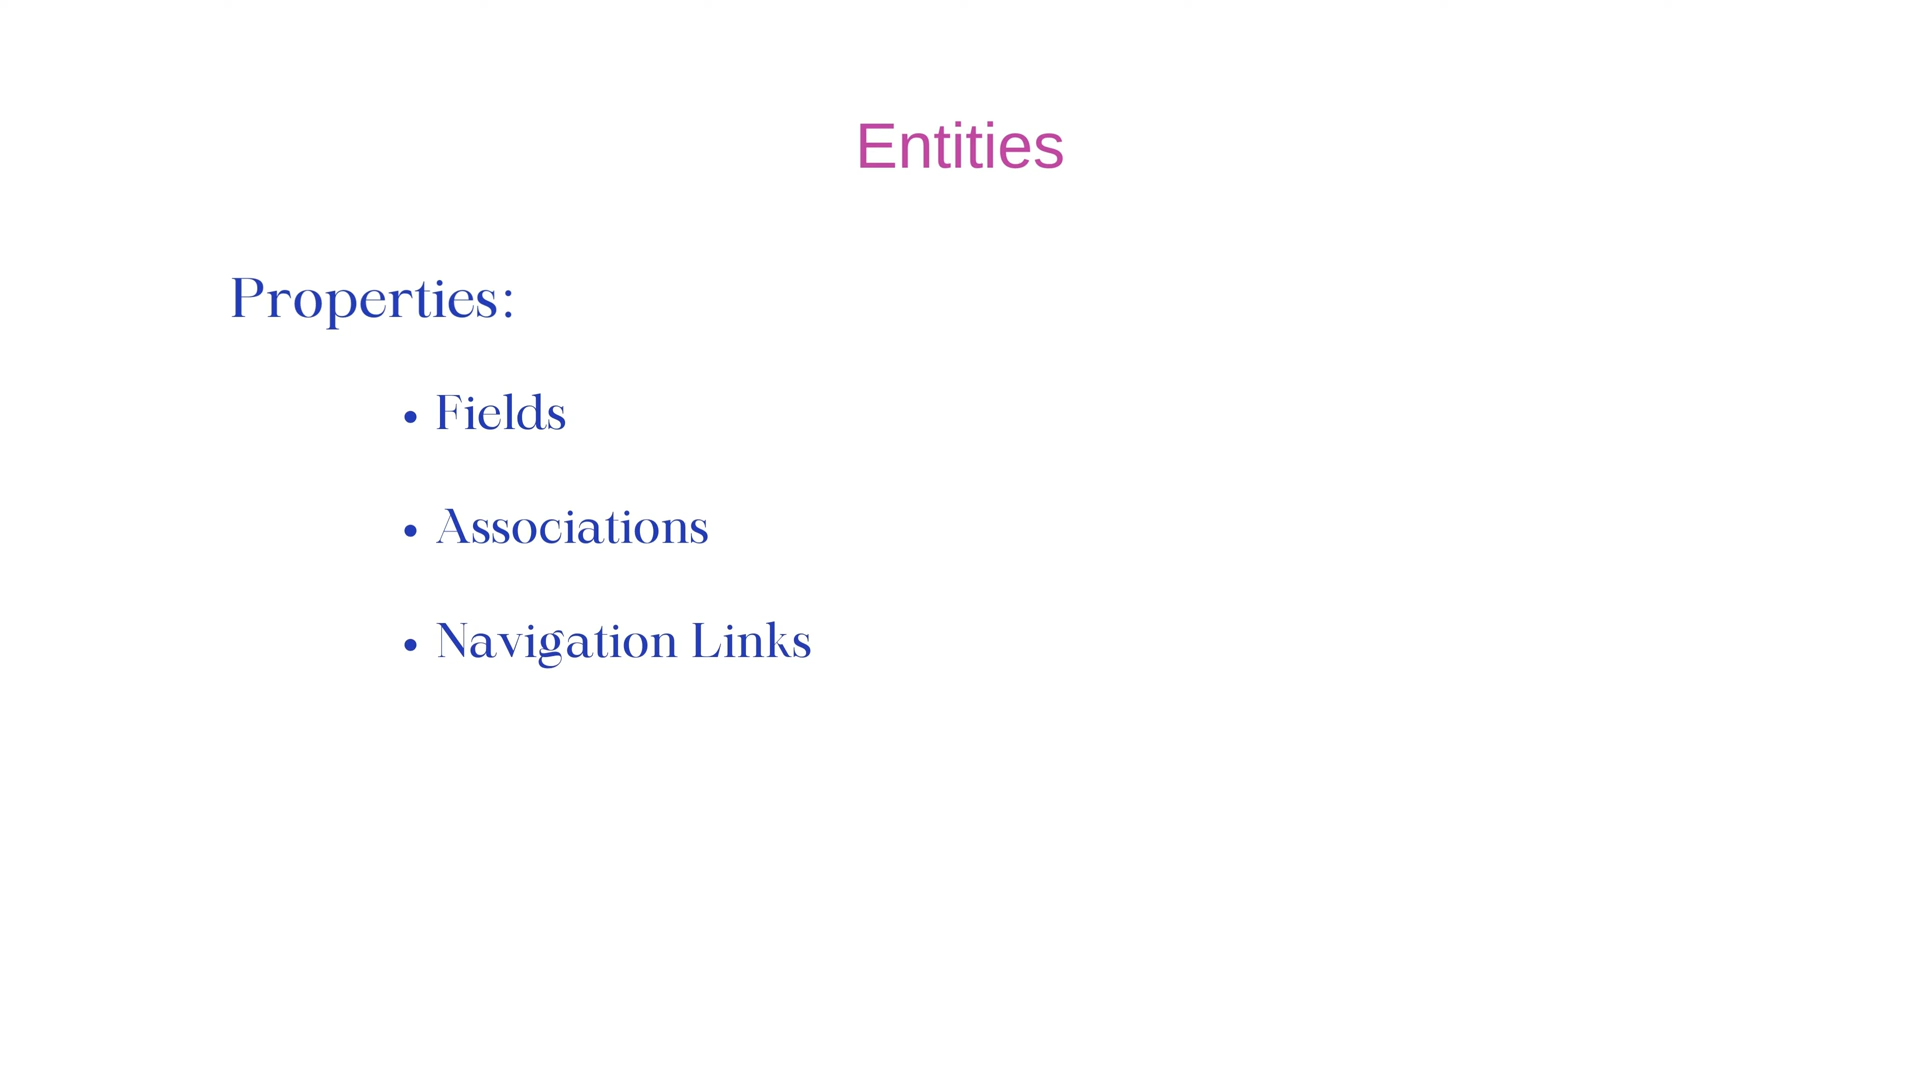 Entities
Properties:
• Fields
• Associations
• Navigation Links